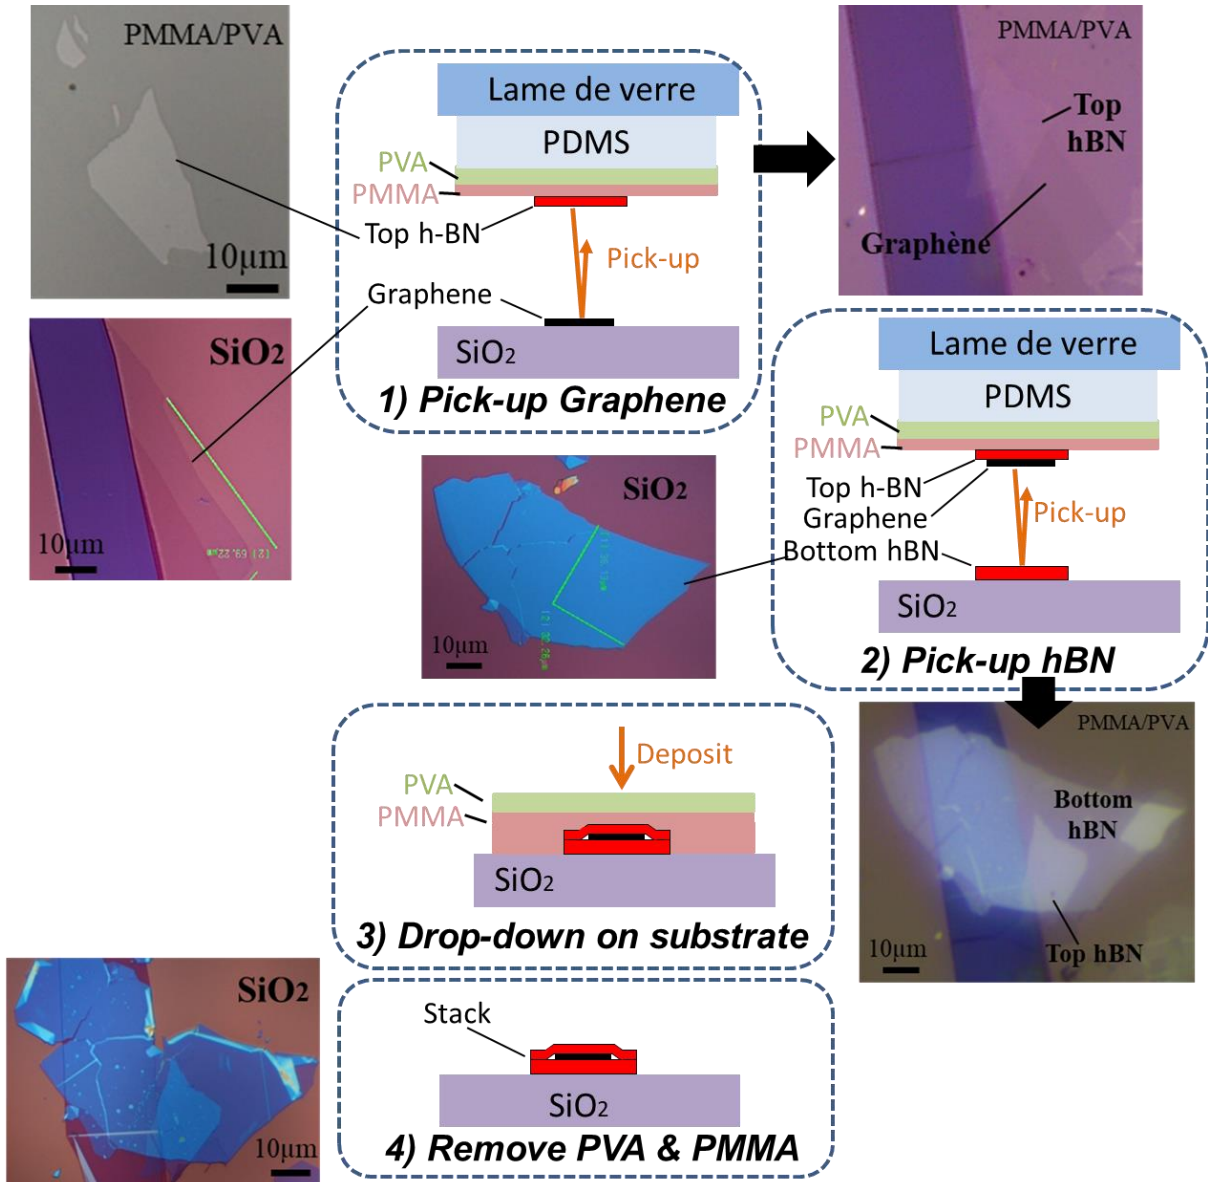 PMMA/PVA
10µm
Lame de verre
PDMS
PVA
PMMA
Top h-BN
Pick-up
Graphene
SiO2
1) Pick-up Graphene
PMMA/PVA
Top
hBN
Graphène
SiO2
10µm
(2) 69.22µm
Lame de verre
PDMS
PVA
PMMA
Top h-BN
Graphene
Pick-up
Bottom hBN
SiO2
2) Pick-up hBN
SiO2
10µm
Deposit
PVA
PMMA
SiO2
3) Drop-down on substrate
PMMA/PVA
Bottom
hBN
10µm
Top hBN
SiO2
10µm
Stack
SiO2
4) Remove PVA & PMMA